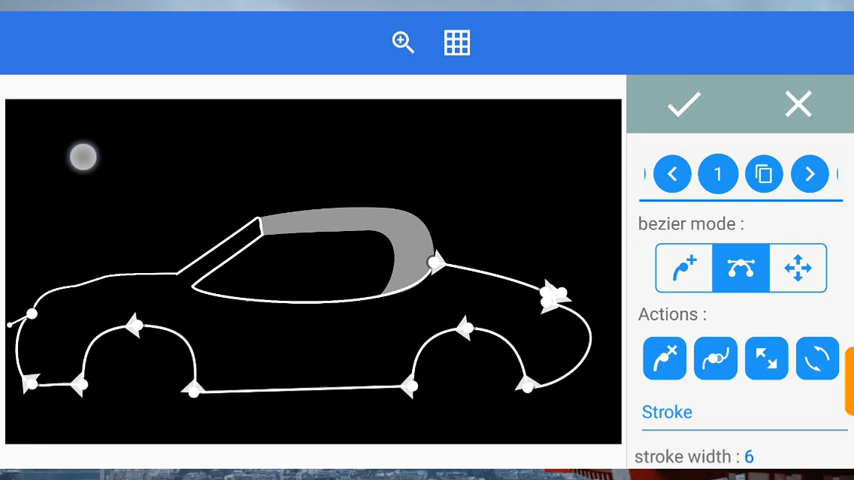 1
bezier mode :
Actions :
Stroke
stroke width : 6